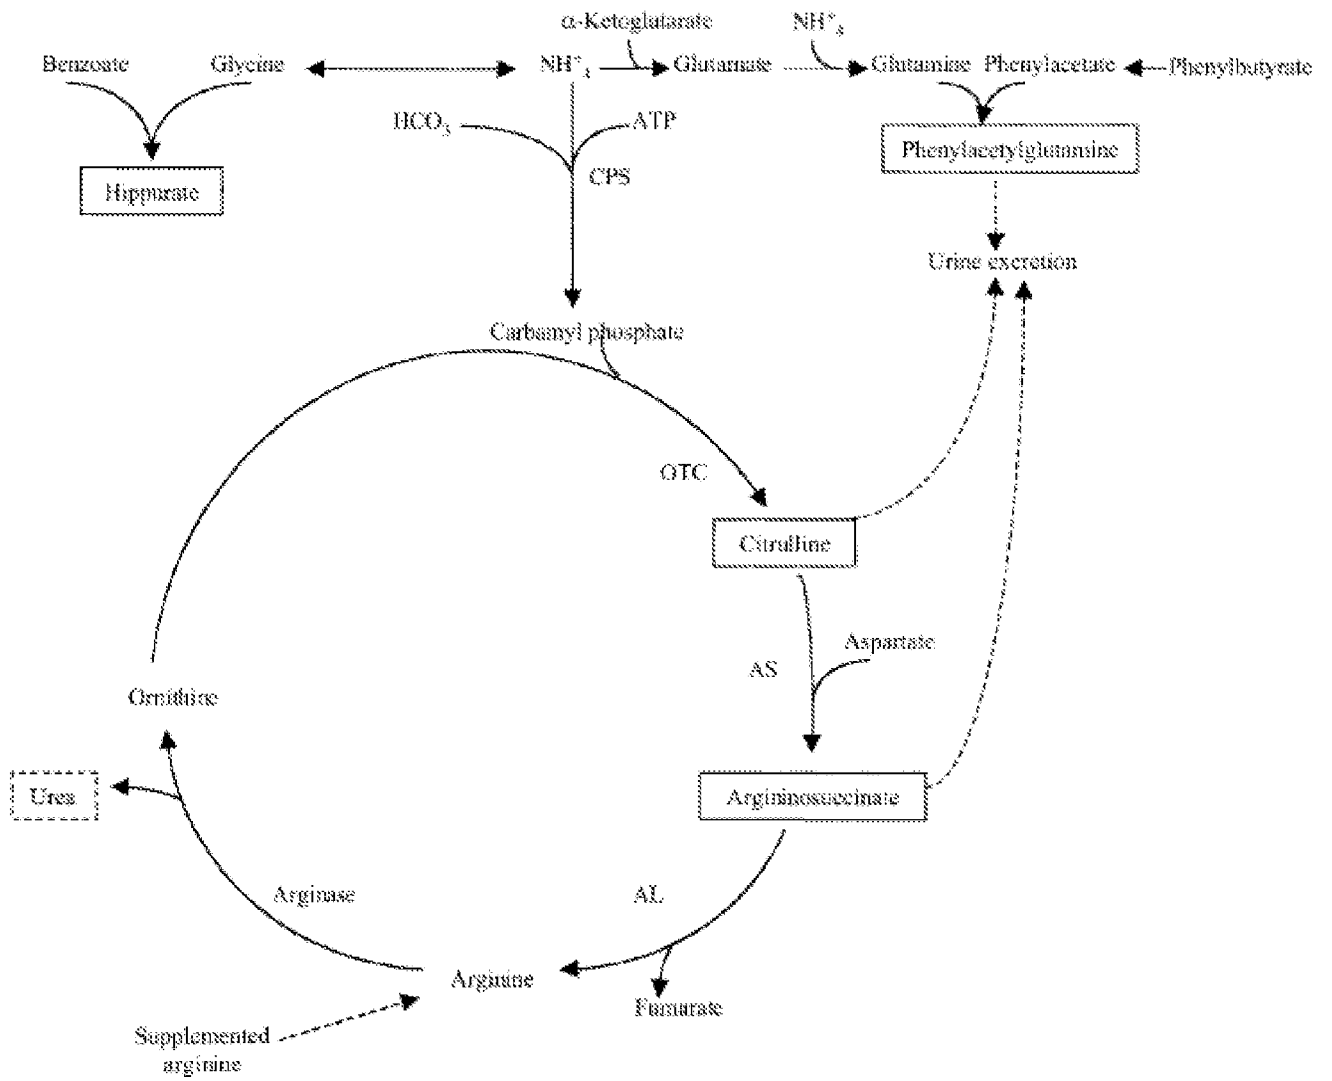 α-Ketoglutarate
NH⁺₄
Benzoate
Glycine
NH⁺₄
Glutamate
Glutamine
Phenylacetate
Phenylbutyrate
HCO₃
ATP
Phenylacetylglutamine
CPS
Hippurate
Urine excretion
Carbamyl phosphate
OTC
Citrulline
Aspartate
AS
Ornithine
Urea
Argininosuccinate
Arginase
AL
Arginine
Fumarate
Supplemented
arginine